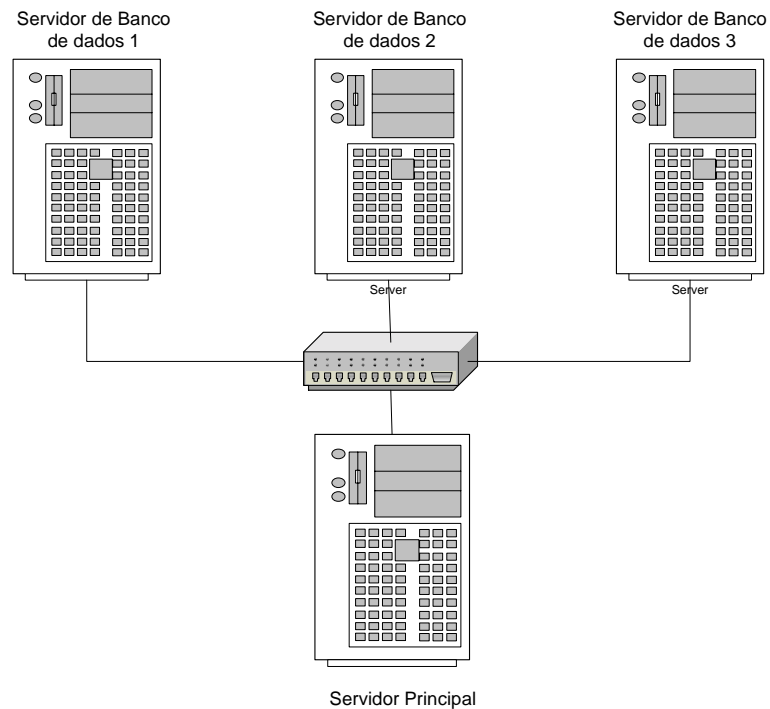 Servidor de Banco
de dados 1
Servidor de Banco
de dados 2
Servidor de Banco
de dados 3
Server
Server
Servidor Principal